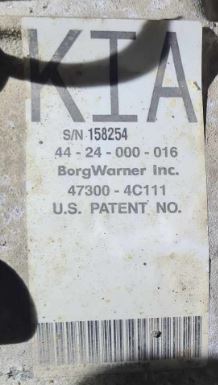 KIA
S/N 158254
44-24-000-016
BorgWarner Inc.
47300-4C111
U.S. PATENT NO.